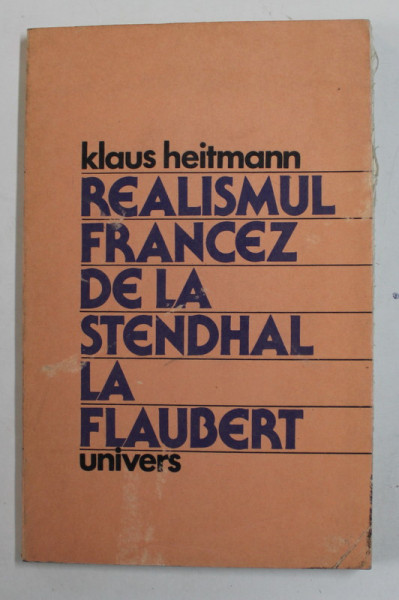 klaus heitmann
REALISMUL
FRANCEZ
DE LA
STENDHAL
LA
FLAUBERT
univers